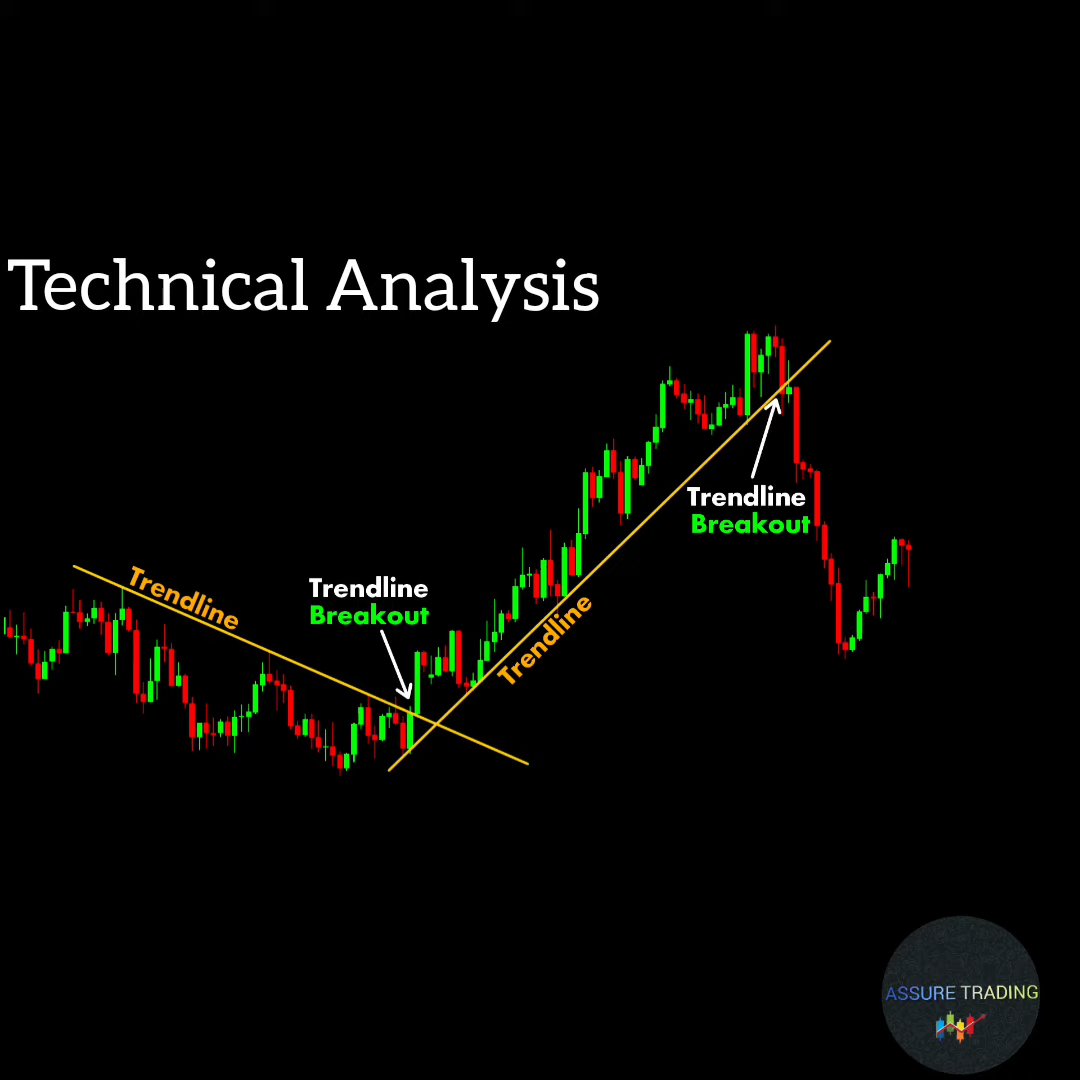 Technical Analysis
Trendline
Trendline
Breakout
Trendline
Trendline
Breakout
ASSURE TRADING